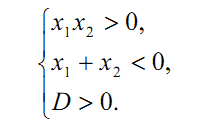 x₁x₂ > 0,
x₁ + x₂ < 0,
D > 0.